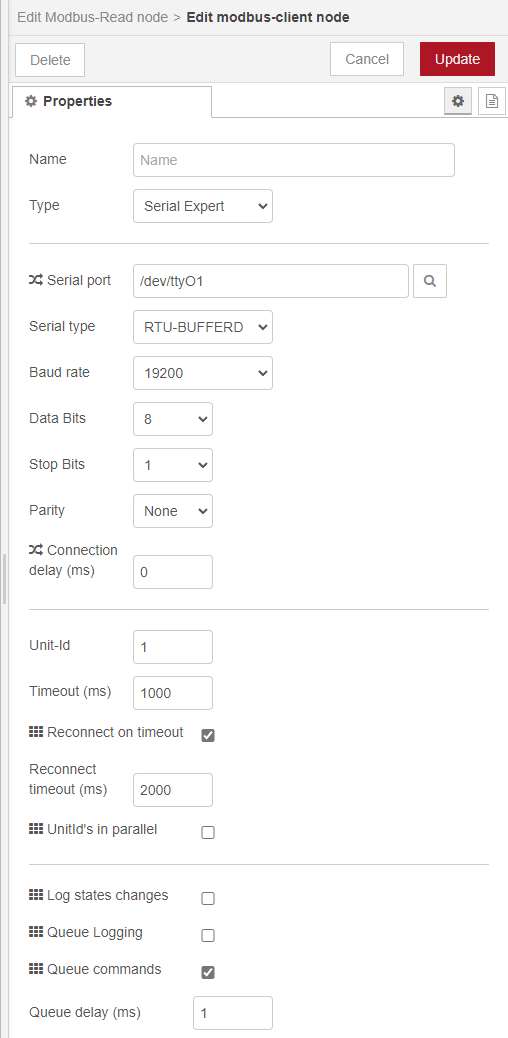 Edit Modbus-Read node > Edit modbus-client node
Delete
Cancel
Update
Properties
Name
Name
Type
Serial Expert
Serial port
/dev/ttyO1
Serial type
RTU-BUFFERD
Baud rate
19200
Data Bits
8
Stop Bits
1
Parity
None
Connection
delay (ms)
0
Unit-Id
1
Timeout (ms)
1000
Reconnect on timeout
Reconnect
timeout (ms)
2000
UnitId's in parallel
Log states changes
Queue Logging
Queue commands
Queue delay (ms)
1